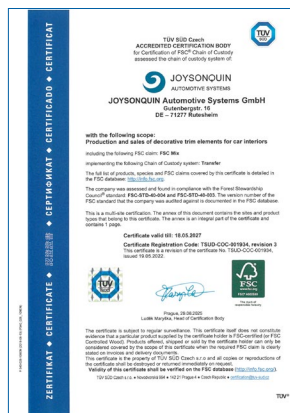 TÜV SÜD Czech
ACCREDITED CERTIFICATION BODY
for Certification of FSC® Chain of Custody
assessed the chain of custody system of:
JOYSONQUIN
AUTOMOTIVE SYSTEMS
JOYSONQUIN Automotive Systems GmbH
Gutenbergstr. 16
DE – 71277 Rutesheim
with the following scope:
Production and sales of decorative trim elements for car interiors
including the following FSC claim: FSC Mix
implementing the following Chain of Custody system: Transfer
The full list of products, species and FSC claims covered by this certificate is detailed in
the FSC database: http://info.fsc.org.
The company was assessed and found in compliance with the Forest Stewardship
Council® standard: FSC-STD-40-004 and FSC-STD-40-003. The version number of the
FSC standard that the company was audited against is documented in the FSC database.
This is a multi-site certification. The annex of this document contains the sites and product
types that belong to this certificate. The annex is an integral part of the certificate and
contains 1 page.
Certificate valid till: 18.05.2027
Certificate Registration Code: TSUD-COC-001934, revision 3
This certificate is a revision of the certificate No. TSUD-COC-001934,
issued 19.05.2022.
TÜV
FSC
Prague, 29.08.2025
Luděk Maryška, Head of Certification Body
The certificate is subject to regular surveillance. This certificate itself does not constitute
evidence that a particular product supplied by the certificate holder is FSC-certified (or FSC
Controlled Wood). Products offered, shipped or sold by the certificate holder can only be
considered covered by the scope of this certificate when the required FSC claim is clearly
stated on invoices and delivery documents.
This certificate is the property of TÜV SÜD Czech s.r.o and all copies or reproductions of
the certificate shall be destroyed or returned immediately on request.
Validity of this certificate shall be verified on the FSC database (http://info.fsc.org/).
ZERTIFIKAT ◆ CERTIFICATE ◆ ◆ СЕРТИФИКАТ ◆ CERTIFICADO ◆ CERTIFICAT
TÜV®